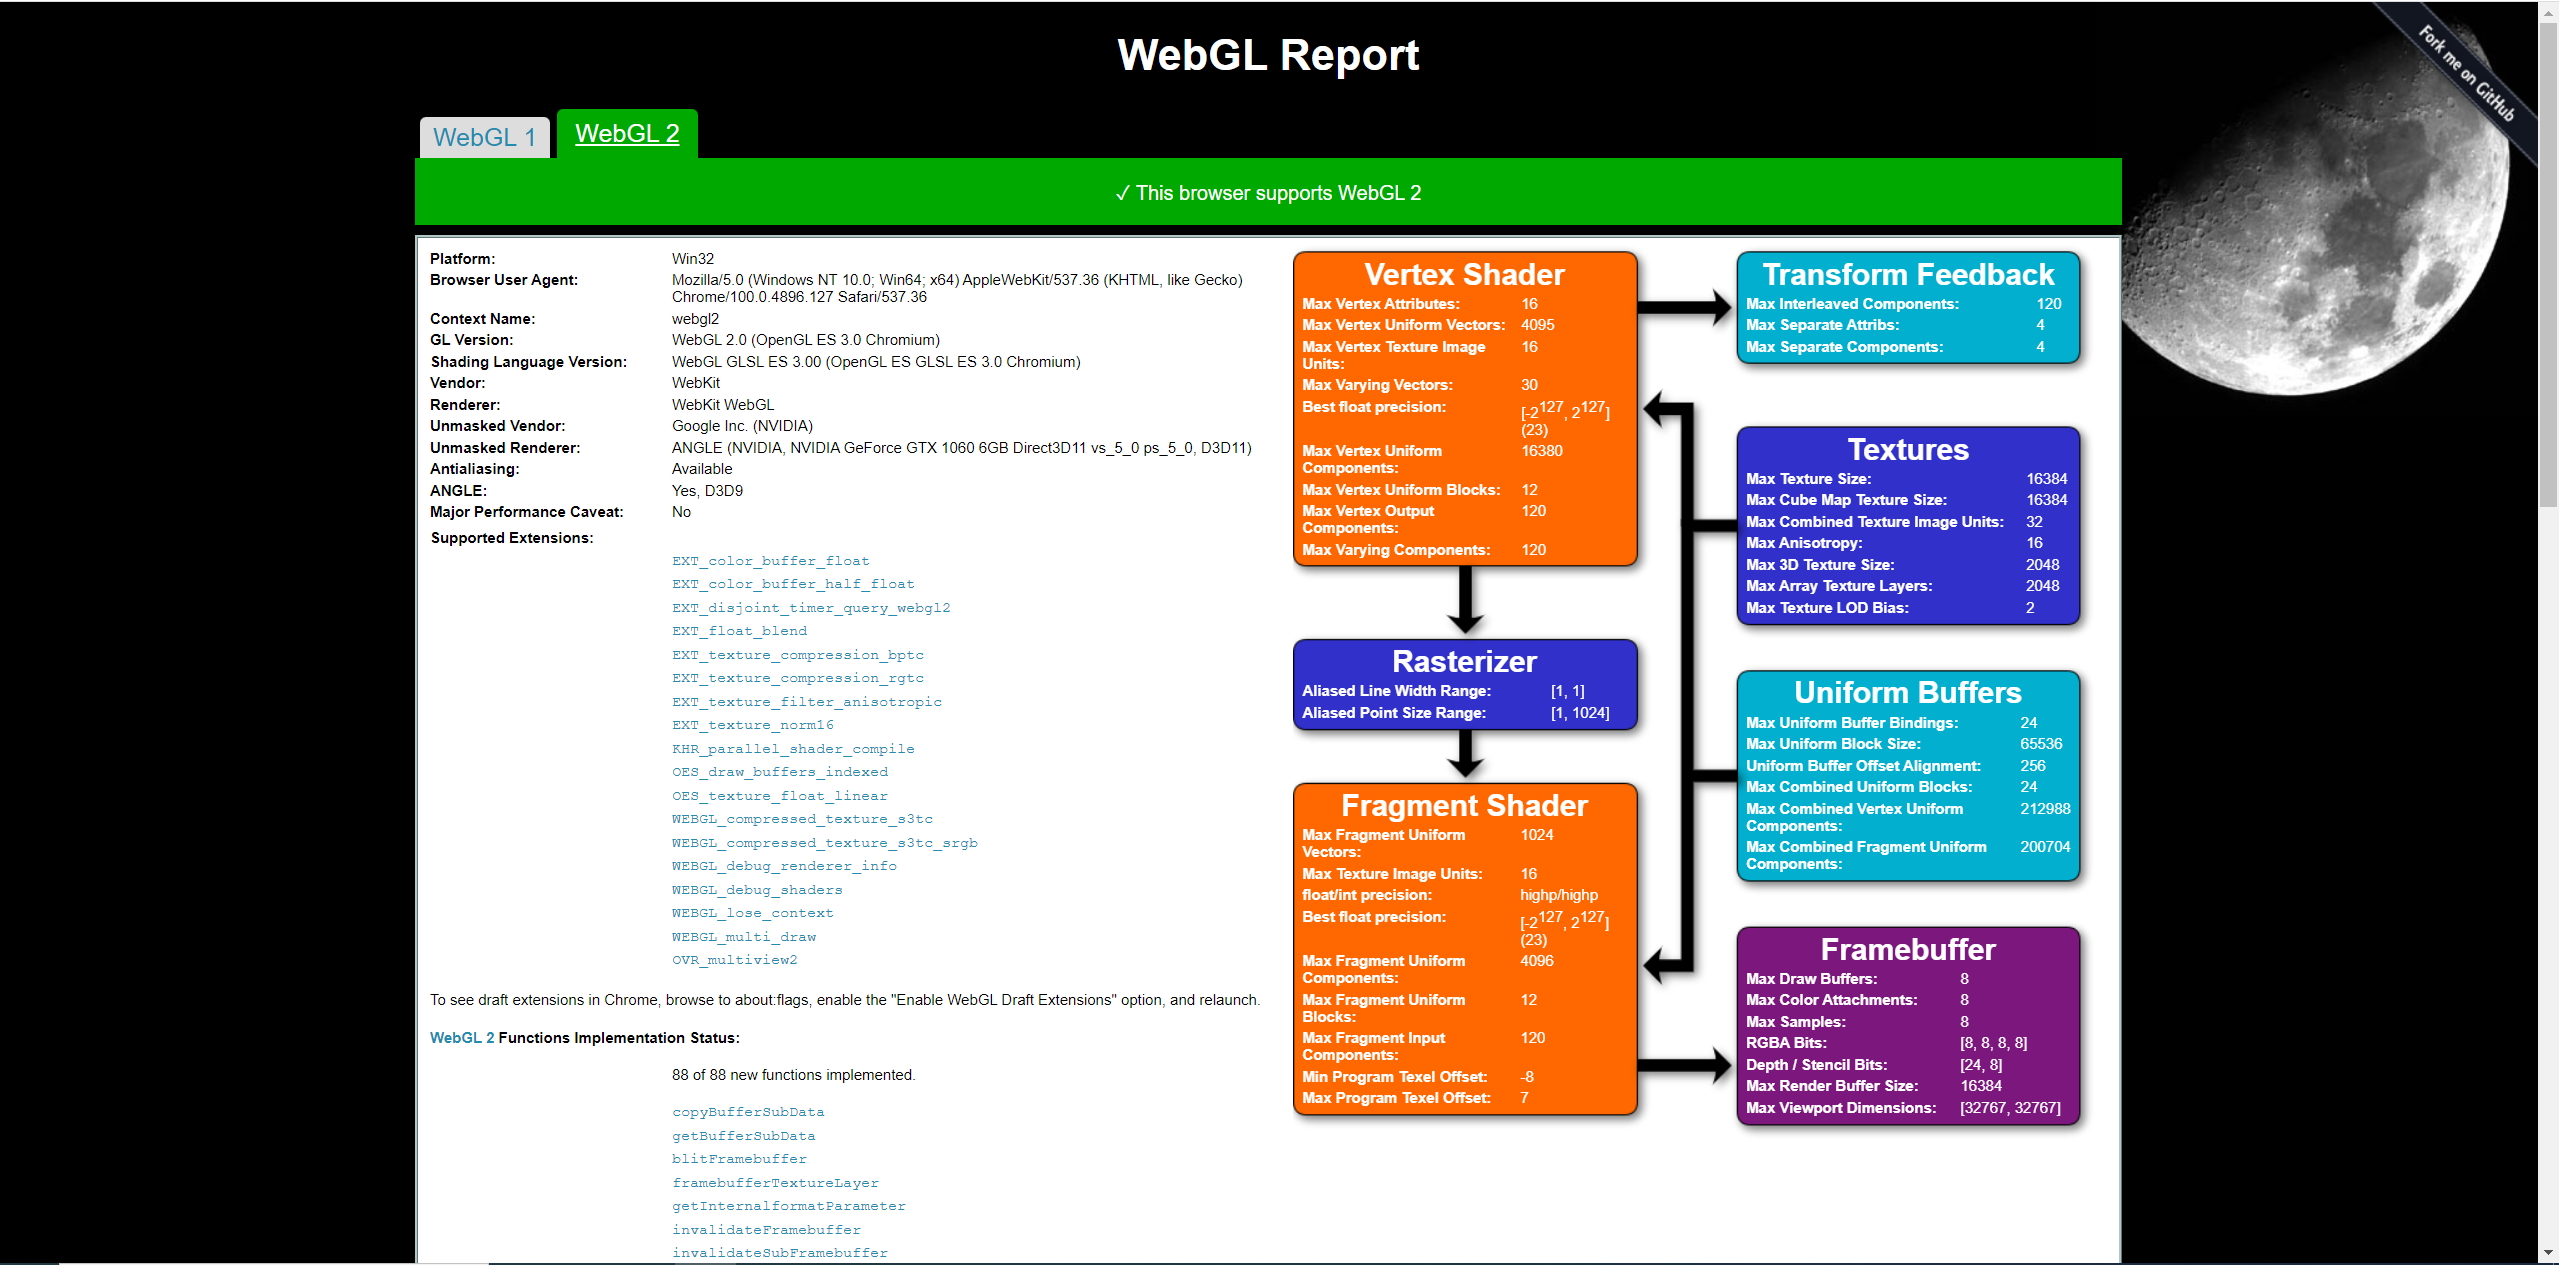 WebGL Report
Fork me on GitHub
WebGL 1
WebGL 2
✓ This browser supports WebGL 2
Platform: Win32
Browser User Agent: Mozilla/5.0 (Windows NT 10.0; Win64; x64) AppleWebKit/537.36 (KHTML, like Gecko)
Chrome/100.0.4896.127 Safari/537.36
Context Name: webgl2
GL Version: WebGL 2.0 (OpenGL ES 3.0 Chromium)
Shading Language Version: WebGL GLSL ES 3.00 (OpenGL ES GLSL ES 3.0 Chromium)
Vendor: WebKit
Renderer: WebKit WebGL
Unmasked Vendor: Google Inc. (NVIDIA)
Unmasked Renderer: ANGLE (NVIDIA, NVIDIA GeForce GTX 1060 6GB Direct3D11 vs_5_0 ps_5_0, D3D11)
Antialiasing: Available
ANGLE: Yes, D3D9
Major Performance Caveat: No
Supported Extensions:
EXT_color_buffer_float
EXT_color_buffer_half_float
EXT_disjoint_timer_query_webgl2
EXT_float_blend
EXT_texture_compression_bptc
EXT_texture_compression_rgtc
EXT_texture_filter_anisotropic
EXT_texture_norm16
KHR_parallel_shader_compile
OES_draw_buffers_indexed
OES_texture_float_linear
WEBGL_compressed_texture_s3tc
WEBGL_compressed_texture_s3tc_srgb
WEBGL_debug_renderer_info
WEBGL_debug_shaders
WEBGL_lose_context
WEBGL_multi_draw
OVR_multiview2
To see draft extensions in Chrome, browse to about:flags, enable the "Enable WebGL Draft Extensions" option, and relaunch.
WebGL 2 Functions Implementation Status:
88 of 88 new functions implemented.
copyBufferSubData
getBufferSubData
blitFramebuffer
framebufferTextureLayer
getInternalformatParameter
invalidateFramebuffer
invalidateSubFramebuffer
Vertex Shader
Max Vertex Attributes: 16
Max Vertex Uniform Vectors: 4095
Max Vertex Texture Image 16
Units:
Max Varying Vectors: 30
Best float precision: [-2^127, 2^127]
(23)
Max Vertex Uniform 16380
Components:
Max Vertex Uniform Blocks: 12
Max Vertex Output 120
Components:
Max Varying Components: 120
Rasterizer
Aliased Line Width Range: [1, 1]
Aliased Point Size Range: [1, 1024]
Fragment Shader
Max Fragment Uniform 1024
Vectors:
Max Texture Image Units: 16
float/int precision: highp/highp
Best float precision: [-2^127, 2^127]
(23)
Max Fragment Uniform 4096
Components:
Max Fragment Uniform 12
Blocks:
Max Fragment Input 120
Components:
Min Program Texel Offset: -8
Max Program Texel Offset: 7
Transform Feedback
Max Interleaved Components: 120
Max Separate Attribs: 4
Max Separate Components: 4
Textures
Max Texture Size: 16384
Max Cube Map Texture Size: 16384
Max Combined Texture Image Units: 32
Max Anisotropy: 16
Max 3D Texture Size: 2048
Max Array Texture Layers: 2048
Max Texture LOD Bias: 2
Uniform Buffers
Max Uniform Buffer Bindings: 24
Max Uniform Block Size: 65536
Uniform Buffer Offset Alignment: 256
Max Combined Uniform Blocks: 24
Max Combined Vertex Uniform 212988
Components:
Max Combined Fragment Uniform 200704
Components:
Framebuffer
Max Draw Buffers: 8
Max Color Attachments: 8
Max Samples: 8
RGBA Bits: [8, 8, 8, 8]
Depth / Stencil Bits: [24, 8]
Max Render Buffer Size: 16384
Max Viewport Dimensions: [32767, 32767]